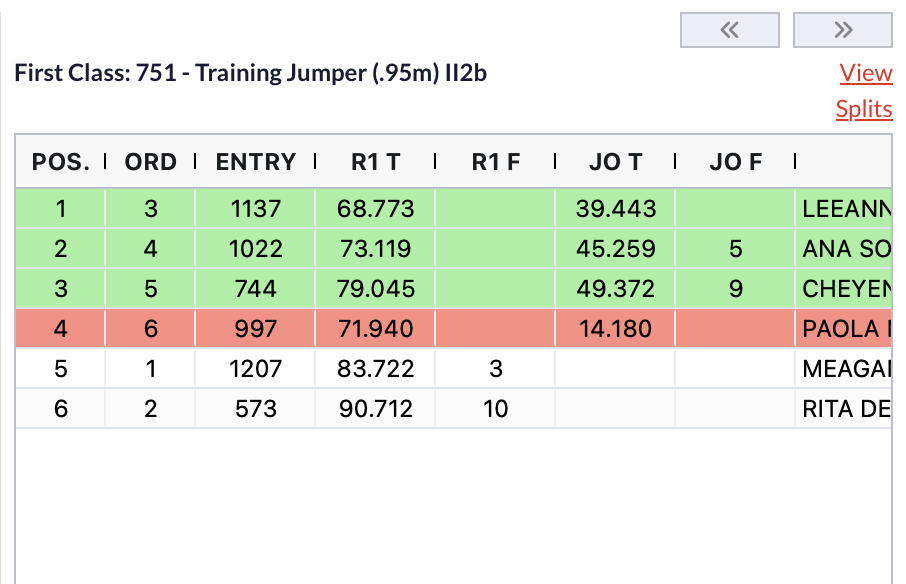 « »
First Class: 751 - Training Jumper (.95m) II2b View
Splits
POS. ORD ENTRY R1 T R1 F JO T JO F
1 3 1137 68.773 39.443 LEEANN
2 4 1022 73.119 45.259 5 ANA SO
3 5 744 79.045 49.372 9 CHEYEN
4 6 997 71.940 14.180 PAOLA
5 1 1207 83.722 3 MEAGAN
6 2 573 90.712 10 RITA DE